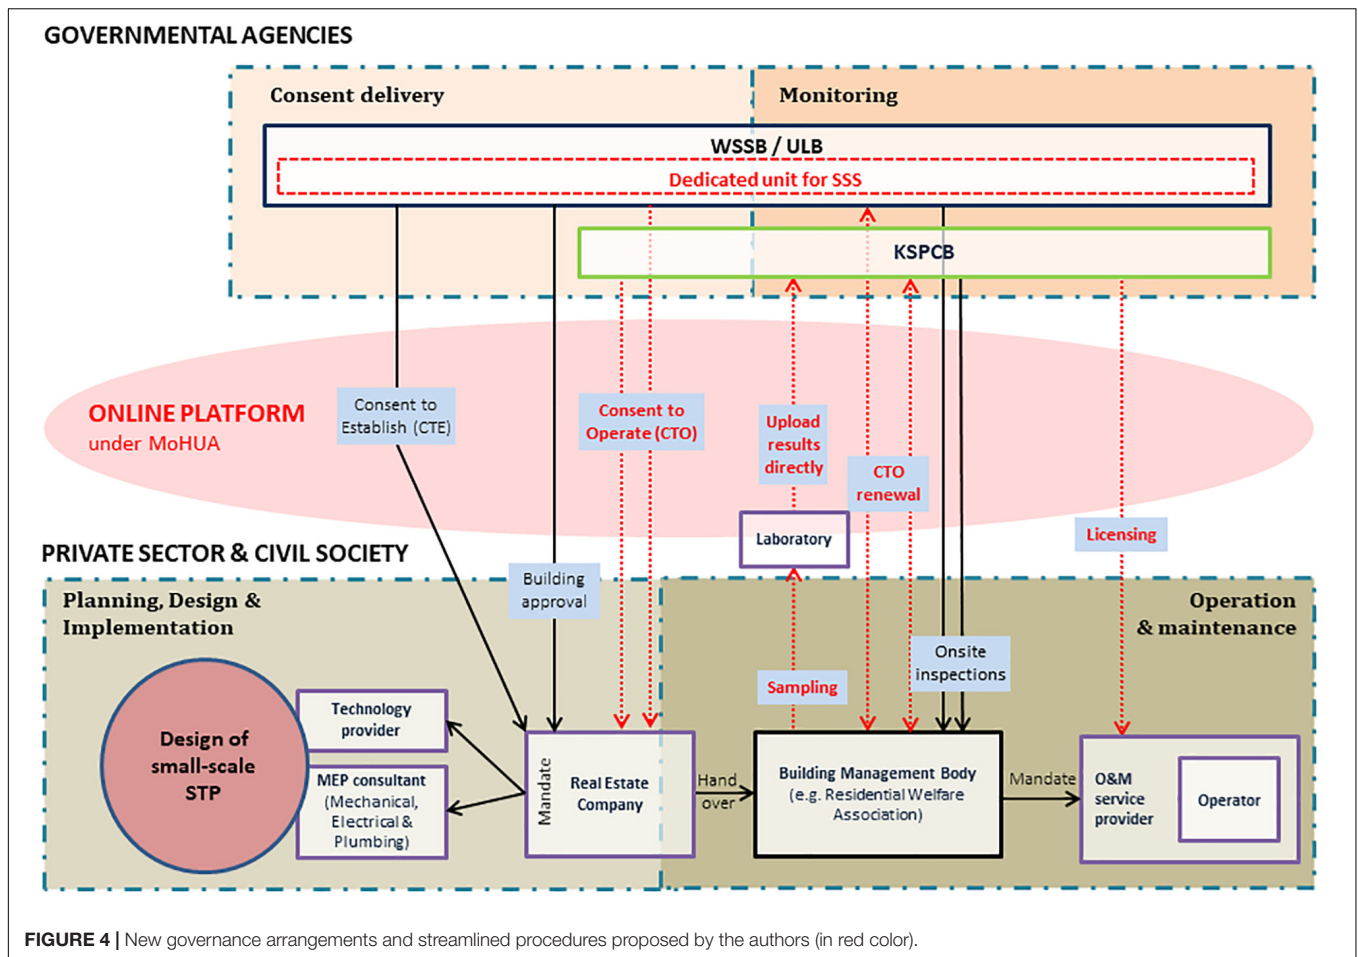 GOVERNMENTAL AGENCIES
Consent delivery
Monitoring
WSSB / ULB
Dedicated unit for SSS
KSPCB
ONLINE PLATFORM
under MoHUA
Consent to
Establish (CTE)
Consent to
Operate (CTO)
Upload
results
directly
CTO
renewal
Licensing
Laboratory
PRIVATE SECTOR & CIVIL SOCIETY
Planning, Design &
Implementation
Building
approval
Operation
& maintenance
Onsite
inspections
Sampling
Design of
small-scale
STP
Technology
provider
MEP consultant
(Mechanical,
Electrical &
Plumbing)
Mandate
Real Estate
Company
Hand
over
Building Management Body
(e.g. Residential Welfare
Association)
Mandate
O&M
service
provider
Operator
FIGURE 4 | New governance arrangements and streamlined procedures proposed by the authors (in red color).